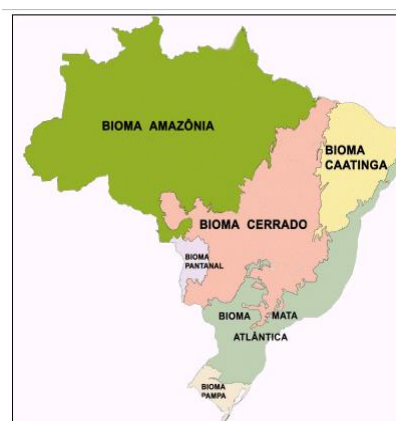 BIOMA AMAZÔNIA
BIOMA
CAATINGA
BIOMA CERRADO
BIOMA
PANTANAL
BIOMA MATA
ATLÂNTICA
BIOMA
PAMPA